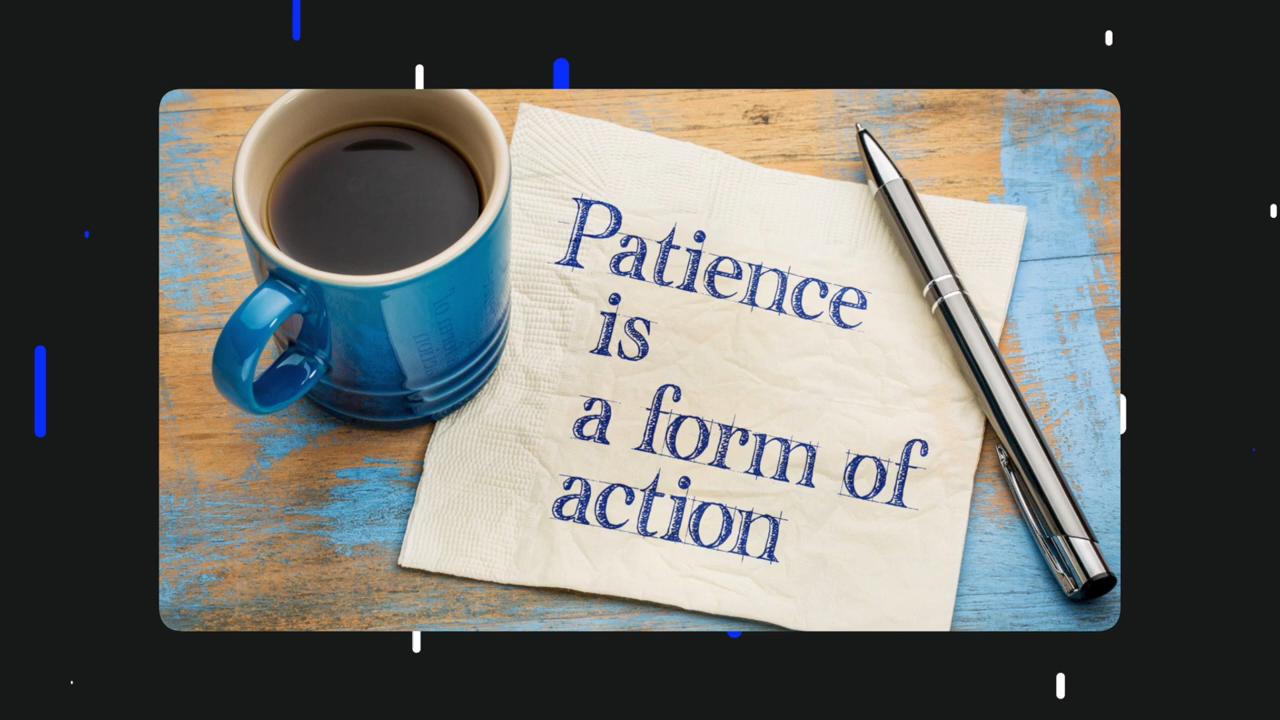 Patience
is
a form of
action